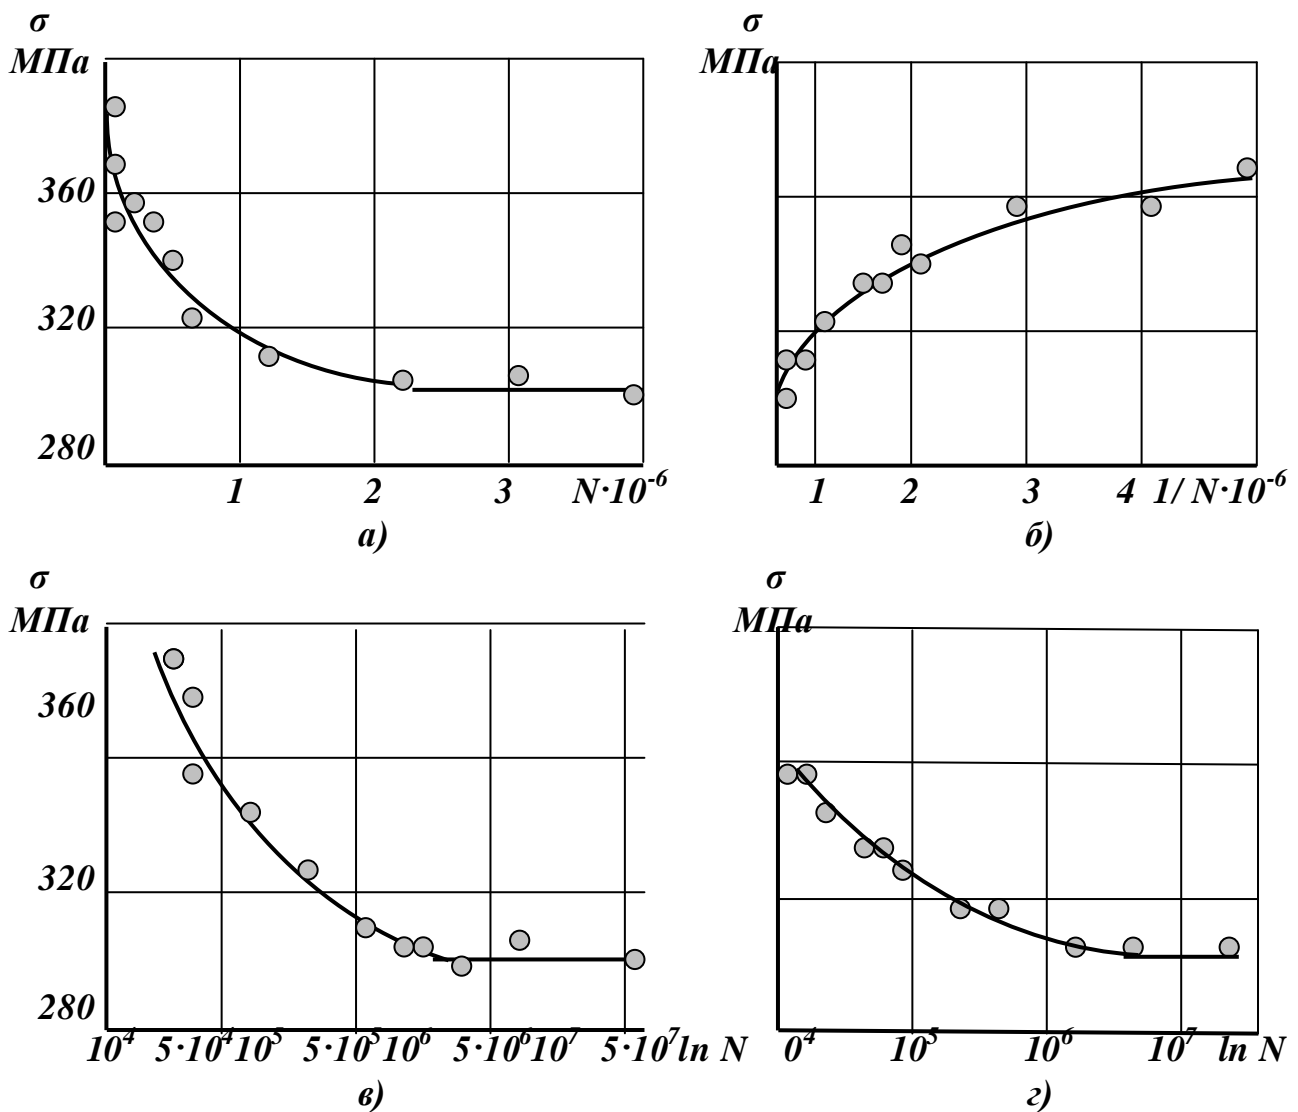 σ
МПа
360
320
280
1 2 3 N·10⁻⁶
а)
σ
МПа
1 2 3 4 1/ N·10⁻⁶
б)
σ
МПа
360
320
280
10⁴ 5·10⁴ 10⁵ 5·10⁵ 10⁶ 5·10⁶ 10⁷ 5·10⁷ ln N
в)
σ
МПа
0⁴ 10⁵ 10⁶ 10⁷ ln N
г)